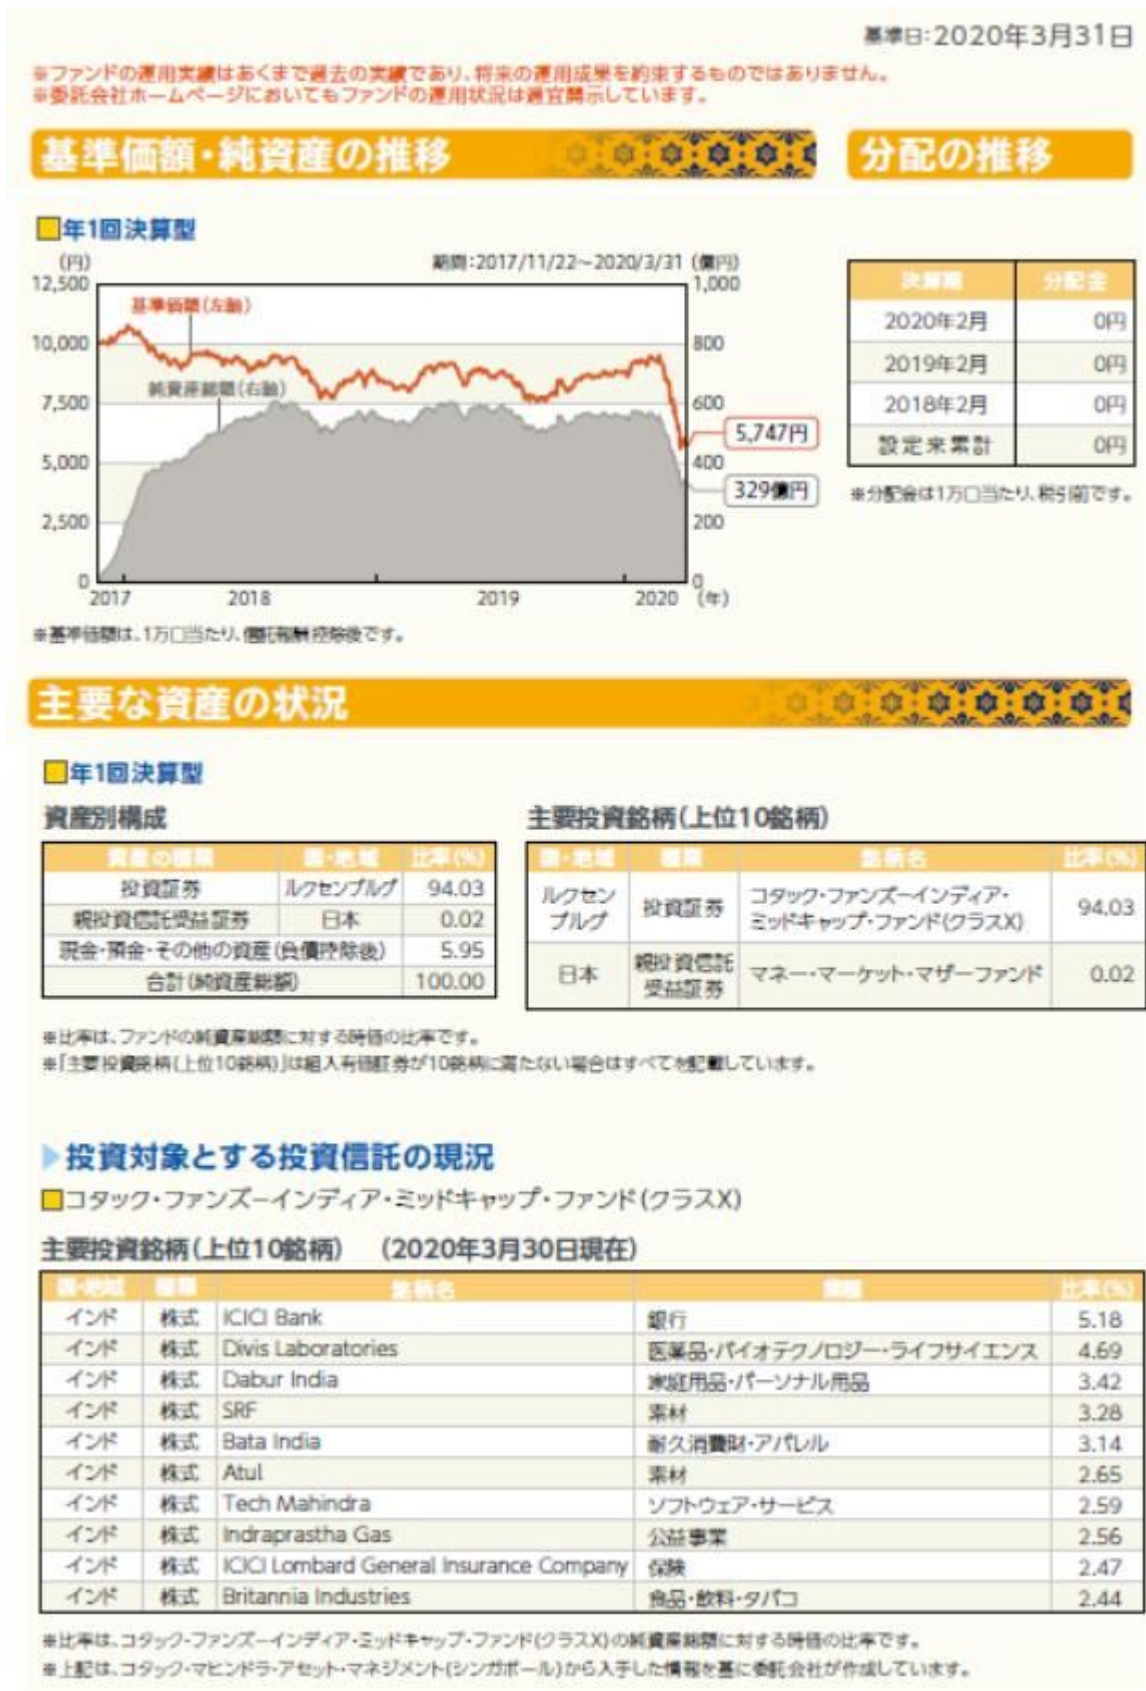 基準日:2020年3月31日
※ファンドの運用実績はあくまで過去の実績であり、将来の運用成果を約束するものではありません。
※委託会社ホームページにおいてもファンドの運用状況は適宜開示しています。
基準価額・純資産の推移
分配の推移
年1回決算型
(円)
期間:2017/11/22～2020/3/31
(億円)
12,500
10,000
7,500
5,000
2,500
0
1,000
800
600
400
200
0
基準価額(左軸)
純資産総額(右軸)
5,747円
329億円
2017 2018 2019 2020 (年)
※基準価額は、1万口当たり、信託報酬控除後です。
決算期 分配金
2020年2月 0円
2019年2月 0円
2018年2月 0円
設定来累計 0円
※分配金は1万口当たり、税引前です。
主要な資産の状況
年1回決算型
資産別構成
資産の種類 国・地域 比率(%)
投資証券 ルクセンブルグ 94.03
親投資信託受益証券 日本 0.02
現金・預金・その他の資産(負債控除後) 5.95
合計(純資産総額) 100.00
主要投資銘柄(上位10銘柄)
国・地域 種類 銘柄名 比率(%)
ルクセンブルグ 投資証券 コタック・ファンズーインディア・ミッドキャップ・ファンド(クラスX) 94.03
日本 親投資信託受益証券 マネー・マーケット・マザーファンド 0.02
※比率は、ファンドの純資産総額に対する時価の比率です。
※「主要投資銘柄(上位10銘柄)」は組入有価証券が10銘柄に満たない場合はすべてを記載しています。
投資対象とする投資信託の現況
コタック・ファンズーインディア・ミッドキャップ・ファンド(クラスX)
主要投資銘柄(上位10銘柄) (2020年3月30日現在)
国・地域 種類 銘柄名 業種 比率(%)
インド 株式 ICICI Bank 銀行 5.18
インド 株式 Divis Laboratories 医薬品・バイオテクノロジー・ライフサイエンス 4.69
インド 株式 Dabur India 家庭用品・パーソナル用品 3.42
インド 株式 SRF 素材 3.28
インド 株式 Bata India 耐久消費財・アパレル 3.14
インド 株式 Atul 素材 2.65
インド 株式 Tech Mahindra ソフトウェア・サービス 2.59
インド 株式 Indraprastha Gas 公益事業 2.56
インド 株式 ICICI Lombard General Insurance Company 保険 2.47
インド 株式 Britannia Industries 食品・飲料・タバコ 2.44
※比率は、コタック・ファンズーインディア・ミッドキャップ・ファンド(クラスX)の純資産総額に対する時価の比率です。
※上記は、コタック・マヒンドラ・アセット・マネジメント(シンガポール)から入手した情報を基に委託会社が作成しています。